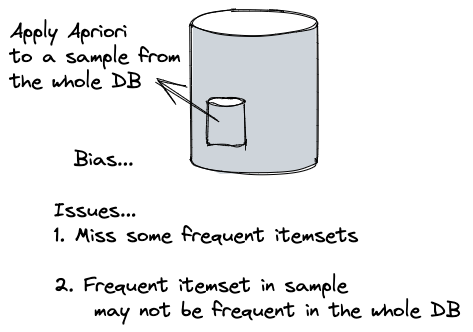 Apply Apriori
to a sample from
the whole DB
Bias...
Issues...
1. Miss some frequent itemsets
2. Frequent itemset in sample
may not be frequent in the whole DB